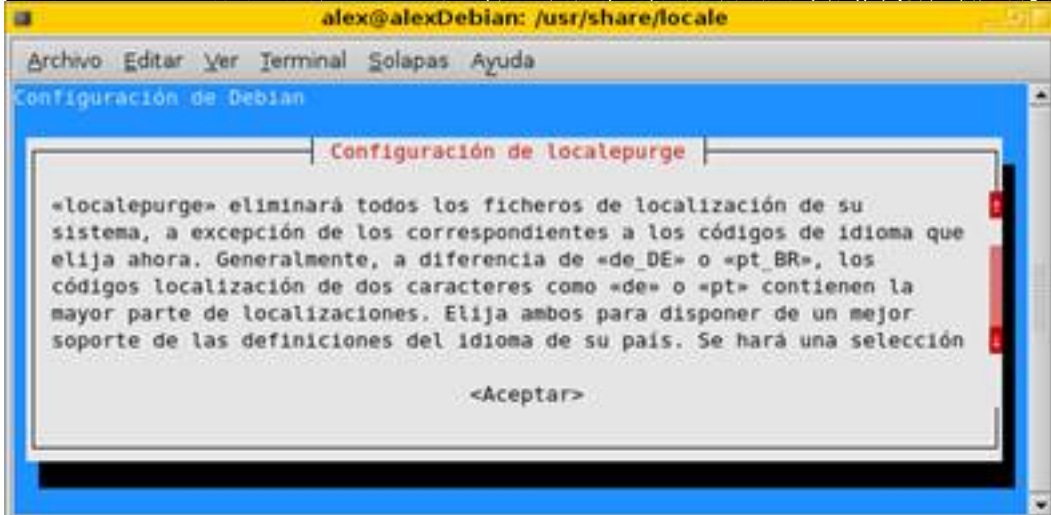 alex@alexDebian: /usr/share/locale
Archivo Editar Ver Terminal Solapas Ayuda
Configuración de Debian
Configuración de localepurge
«localepurge» eliminará todos los ficheros de localización de su
sistema, a excepción de los correspondientes a los códigos de idioma que
elija ahora. Generalmente, a diferencia de «de_DE» o «pt_BR», los
códigos localización de dos caracteres como «de» o «pt» contienen la
mayor parte de localizaciones. Elija ambos para disponer de un mejor
soporte de las definiciones del idioma de su país. Se hará una selección
<Aceptar>